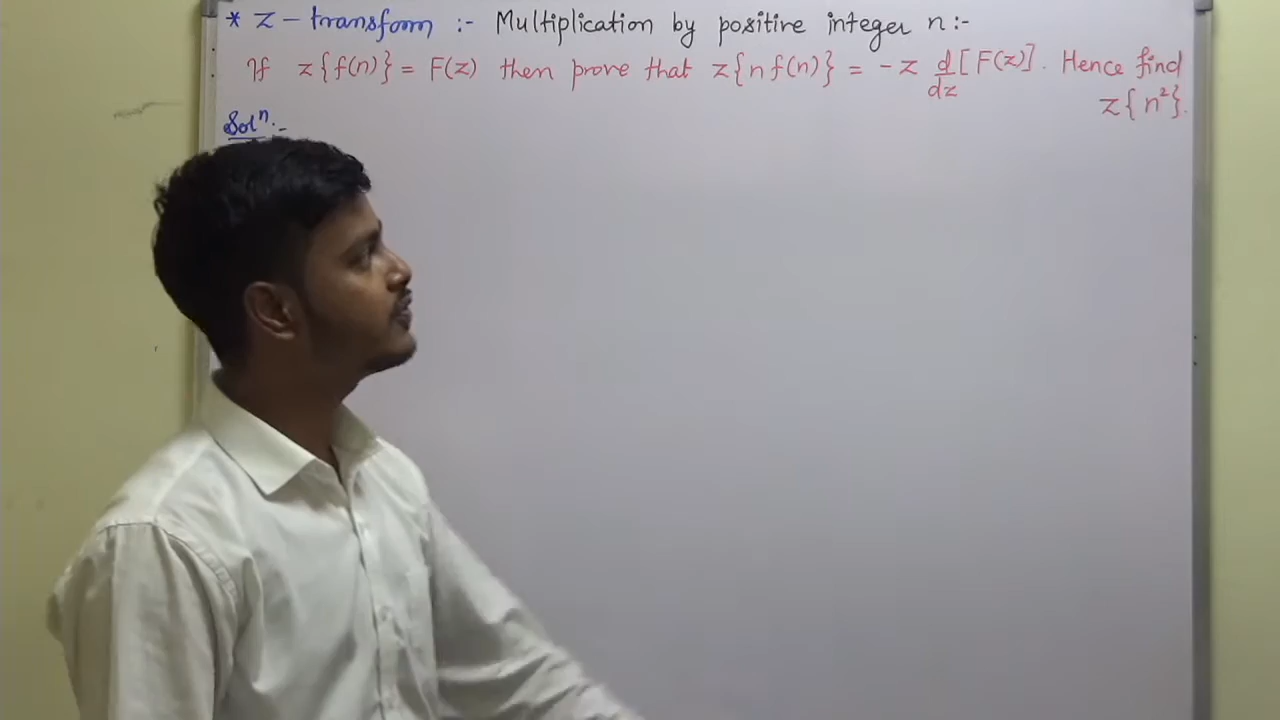 * Z-transform :- Multiplication by positive integer n:-
If z{f(n)} = F(z) then prove that z{n f(n)} = -z d/dz [F(z)]. Hence find
z{n²}.
Solⁿ:-